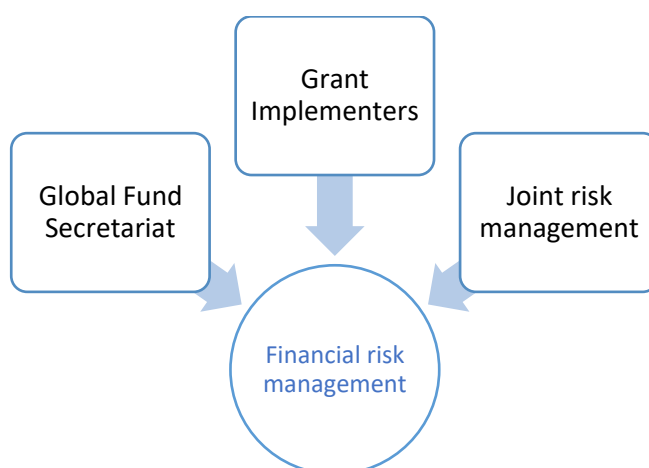 Grant
Implementers
Global Fund
Secretariat
Joint risk
management
Financial risk
management